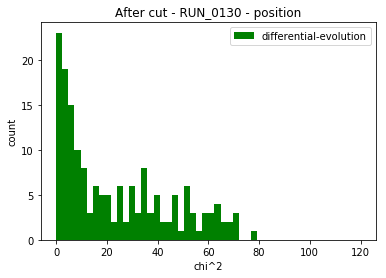 After cut - RUN_0130 - position
differential-evolution
count
20
15
10
5
0
0 20 40 60 80 100 120
chi^2